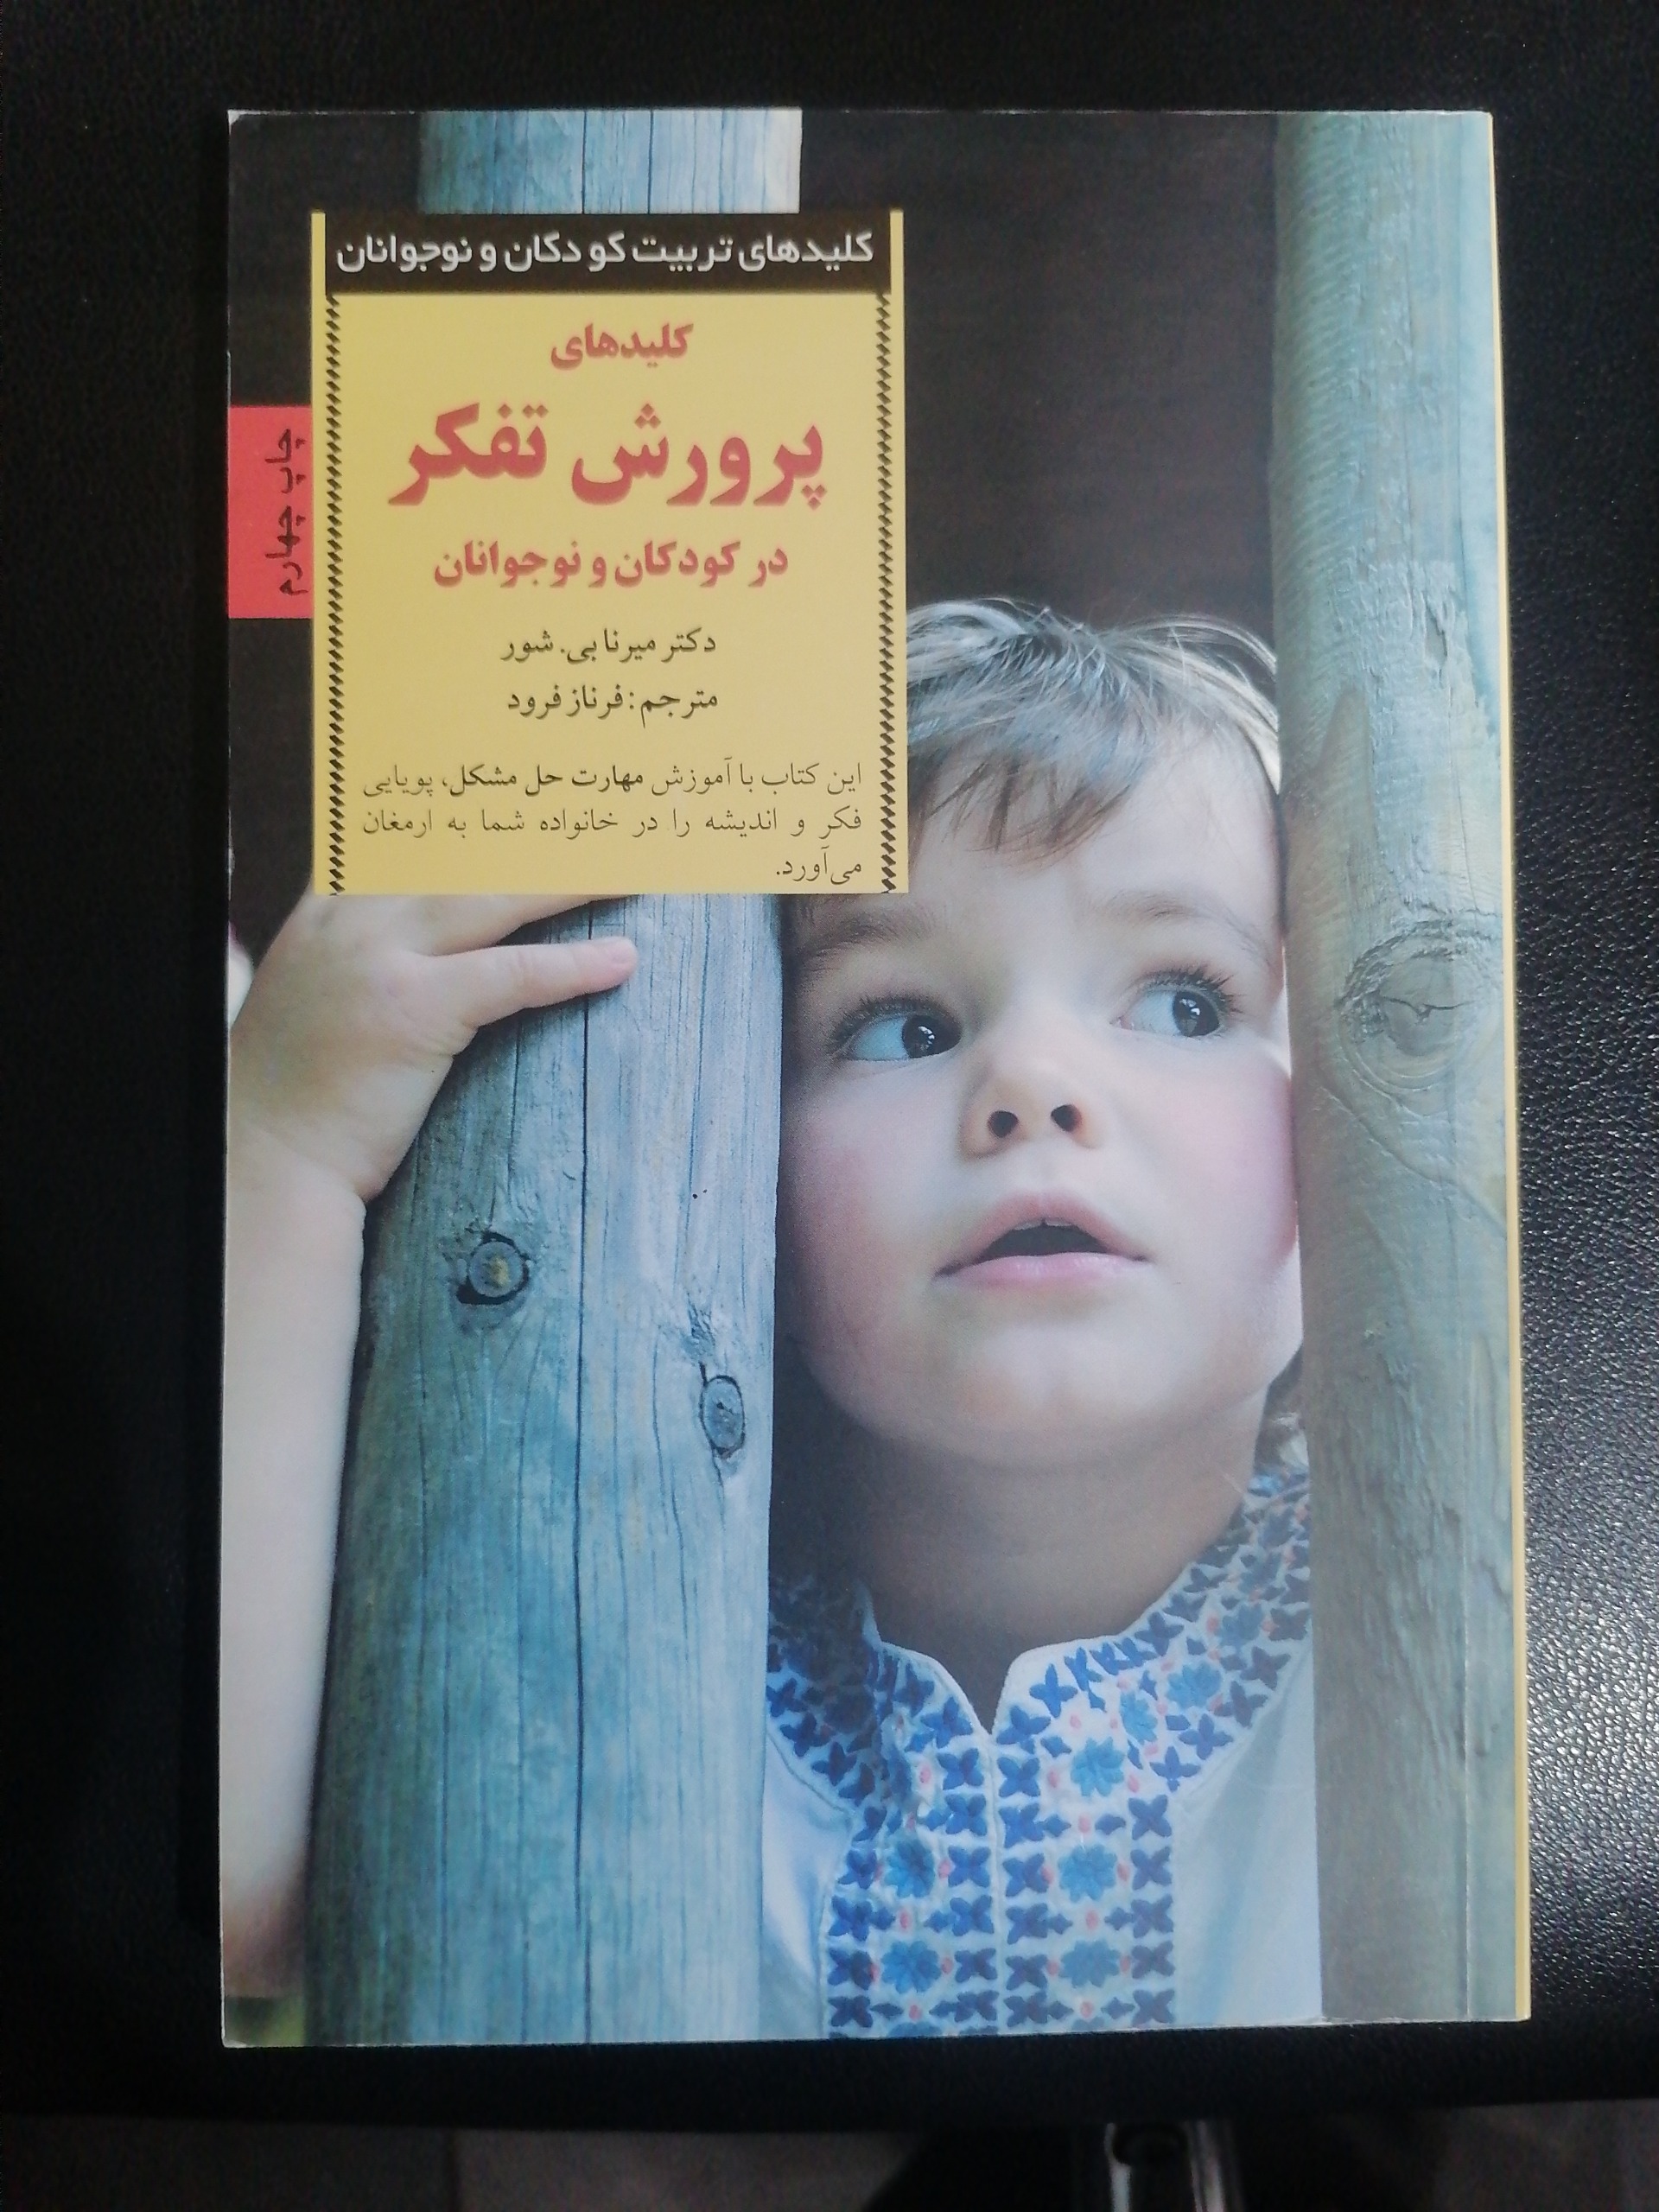 کلیدهای تربیت کودکان و نوجوانان
کلیدهای
پرورش تفکر
در کودکان و نوجوانان
دکتر میرنا بی. شور
مترجم: فرناز فرود
این کتاب با آموزش مهارت حل مشکل، پویایی
فکر و اندیشه را در خانواده شما به ارمغان
می‌آورد.
چاپ چهارم